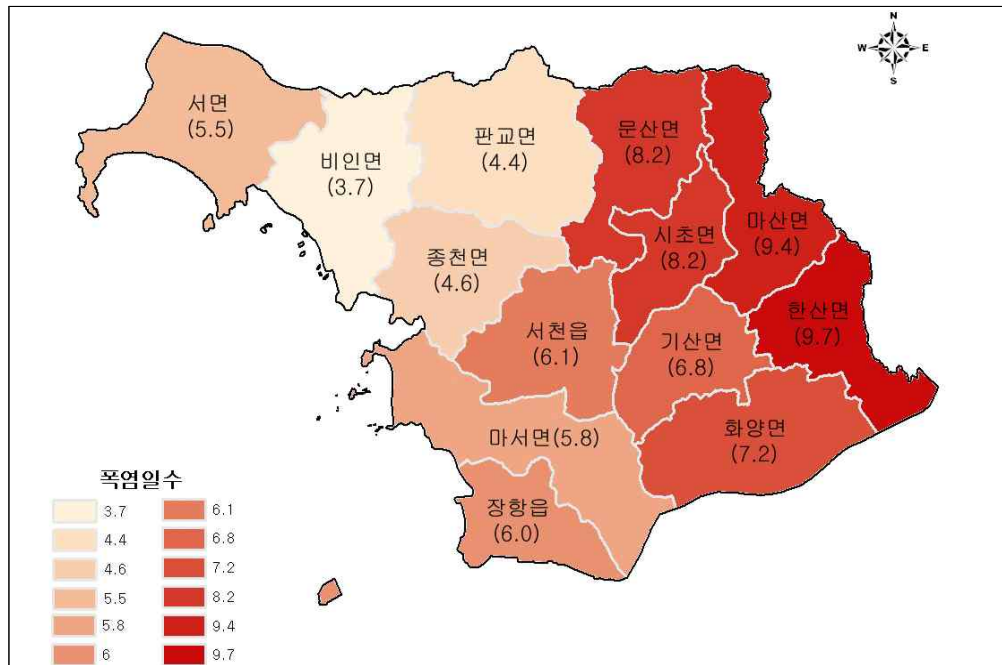 N
W
E
S
서면
(5.5)
비인면
(3.7)
판교면
(4.4)
문산면
(8.2)
종천면
(4.6)
시초면
(8.2)
마산면
(9.4)
서천읍
(6.1)
기산면
(6.8)
한산면
(9.7)
마서면(5.8)
화양면
(7.2)
장항읍
(6.0)
폭염일수
3.7
4.4
4.6
5.5
5.8
6
6.1
6.8
7.2
8.2
9.4
9.7